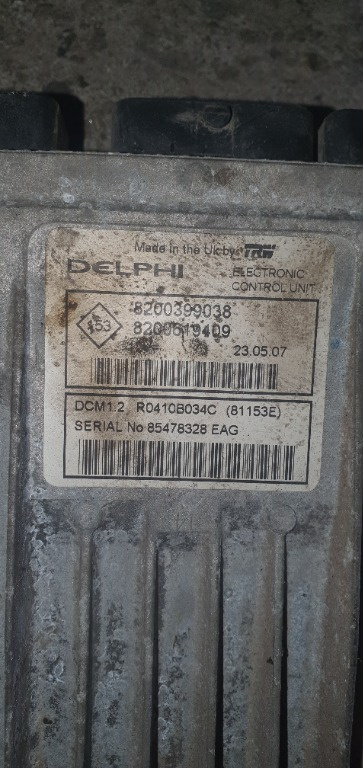 Made in the Uk by TRW
DELPHI ELECTRONIC
CONTROL UNIT
153
8200399038
8200619409
23.05.07
DCM1.2 R0410B034C (81153E)
SERIAL No 85478328 EAG